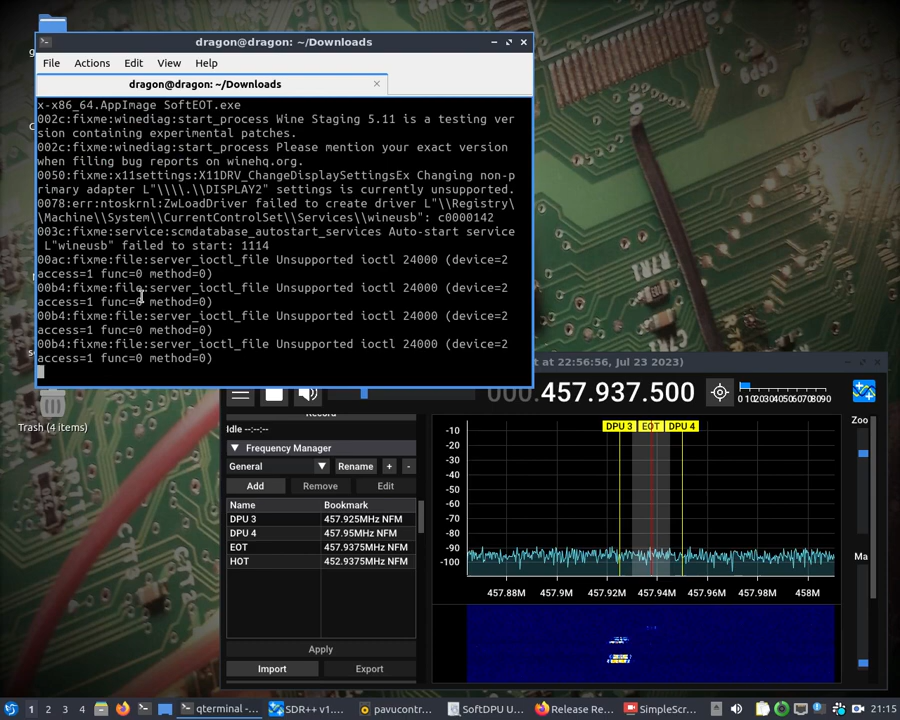 dragon@dragon: ~/Downloads
File Actions Edit View Help
dragon@dragon: ~/Downloads
x-x86_64.AppImage SoftEOT.exe
002c:fixme:winediag:start_process Wine Staging 5.11 is a testing ver
sion containing experimental patches.
002c:fixme:winediag:start_process Please mention your exact version
when filing bug reports on winehq.org.
0050:fixme:x11settings:X11DRV_ChangeDisplaySettingsEx Changing non-p
rimary adapter L"\\\\.\\DISPLAY2" settings is currently unsupported.
0078:err:ntoskrnl:ZwLoadDriver failed to create driver L"\\Registry\
\Machine\\System\\CurrentControlSet\\Services\\wineusb": c0000142
003c:fixme:service:scmdatabase_autostart_services Auto-start service
L"wineusb" failed to start: 1114
00ac:fixme:file:server_ioctl_file Unsupported ioctl 24000 (device=2
access=1 func=0 method=0)
00b4:fixme:file:server_ioctl_file Unsupported ioctl 24000 (device=2
access=1 func=0 method=0)
00b4:fixme:file:server_ioctl_file Unsupported ioctl 24000 (device=2
access=1 func=0 method=0)
00b4:fixme:file:server_ioctl_file Unsupported ioctl 24000 (device=2
access=1 func=0 method=0)
t at 22:56:56, Jul 23 2023)
000.457.937.500
0 10 20 30 40 50 60 70 80 90
Idle --:--:--
Frequency Manager
General Rename + -
Add Remove Edit
Name Bookmark
DPU 3 457.925MHz NFM
DPU 4 457.95MHz NFM
EOT 457.9375MHz NFM
HOT 452.9375MHz NFM
Apply
Import Export
DPU 3 EOT DPU 4
-10
-20
-30
-40
-50
-60
-70
-80
-90
-100
457.88M 457.9M 457.92M 457.94M 457.96M 457.98M 458M
Zoo
Ma
Trash (4 items)
1 2 3 4 qterminal -... SDR++ v1.... pavucontr... SoftDPU U... Release Re... SimpleScr... 21:15